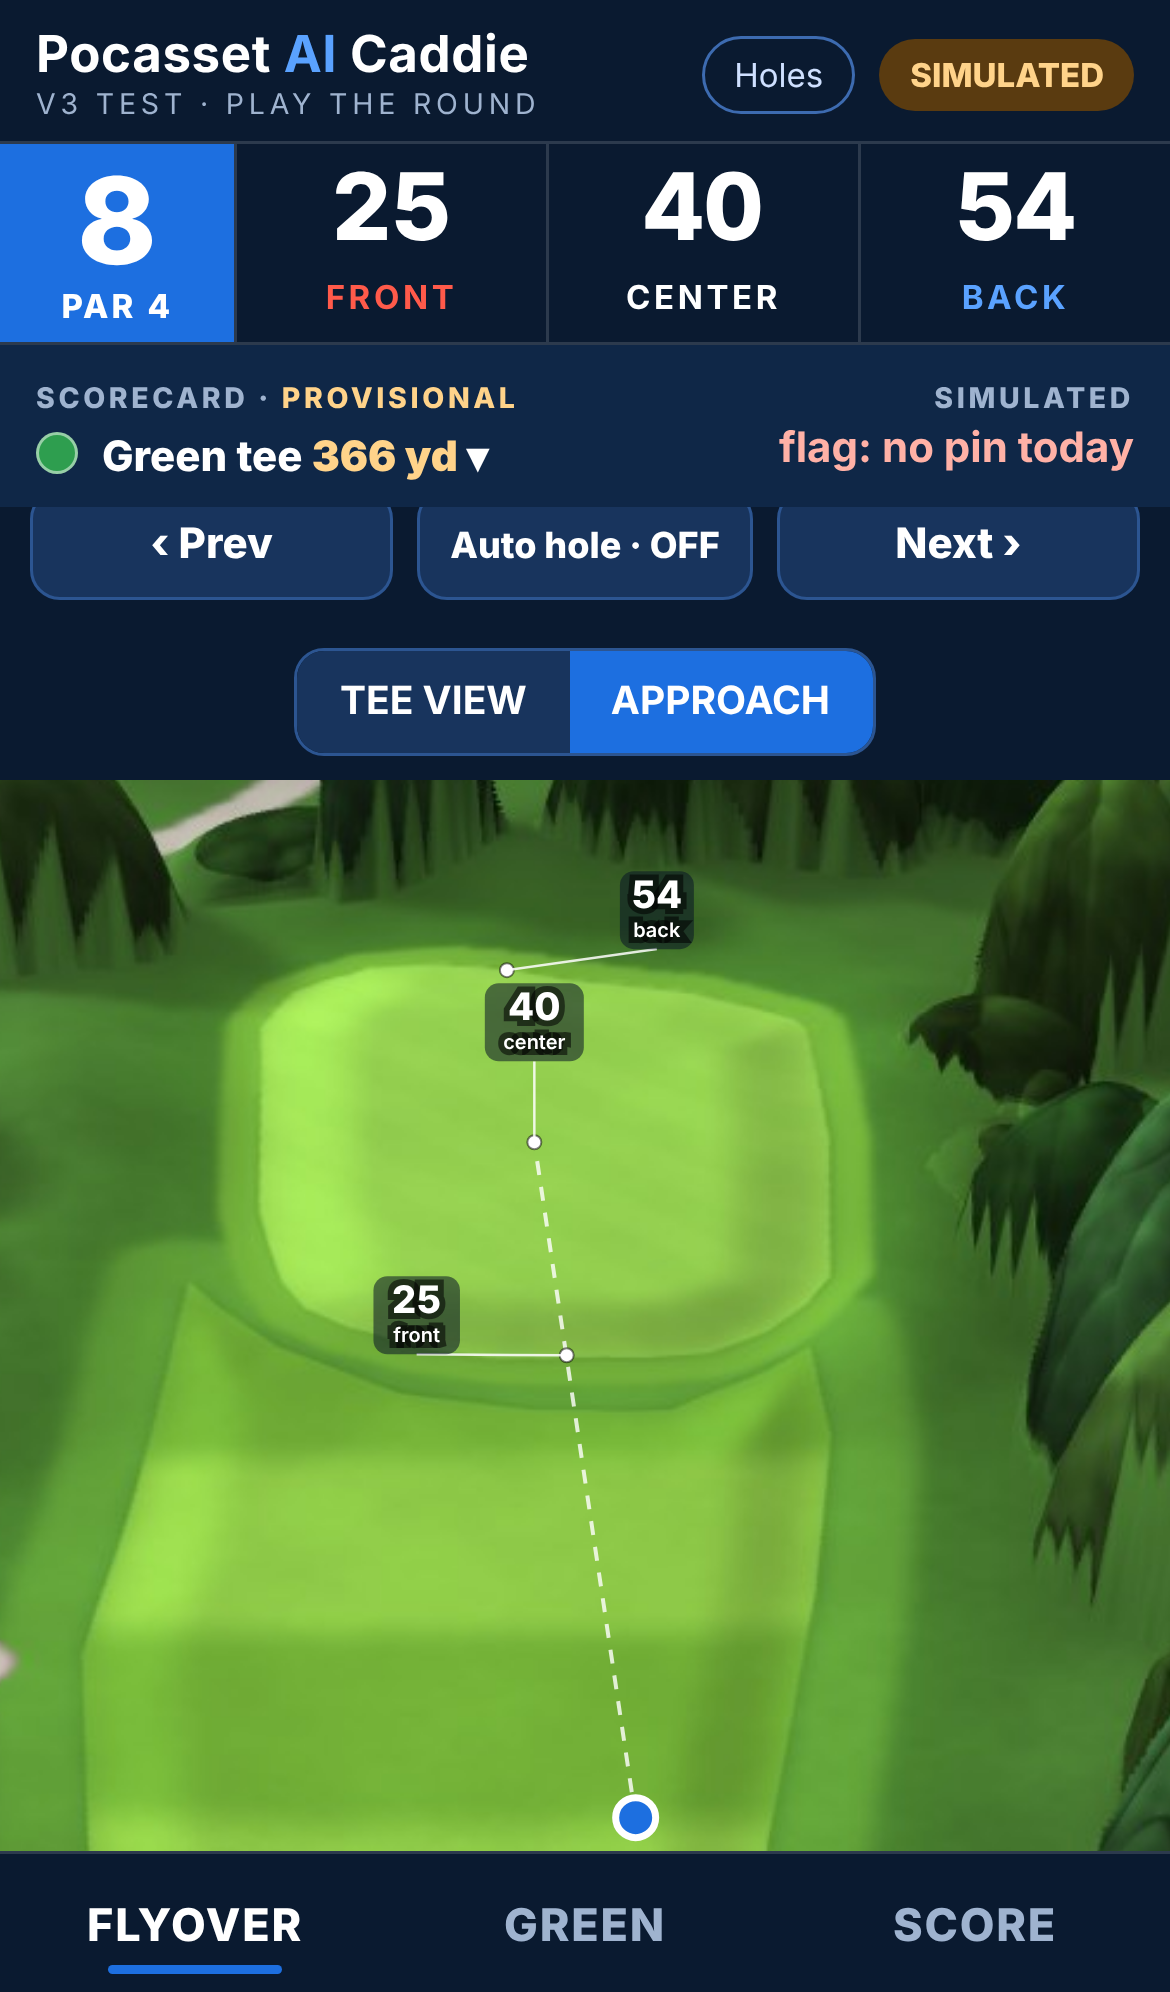 Pocasset AI Caddie
V3 TEST · PLAY THE ROUND
Holes
SIMULATED
8
PAR 4
25
FRONT
40
CENTER
54
BACK
SCORECARD · PROVISIONAL
Green tee 366 yd ▾
SIMULATED
flag: no pin today
‹ Prev
Auto hole · OFF
Next ›
TEE VIEW
APPROACH
54
back
40
center
25
front
FLYOVER
GREEN
SCORE